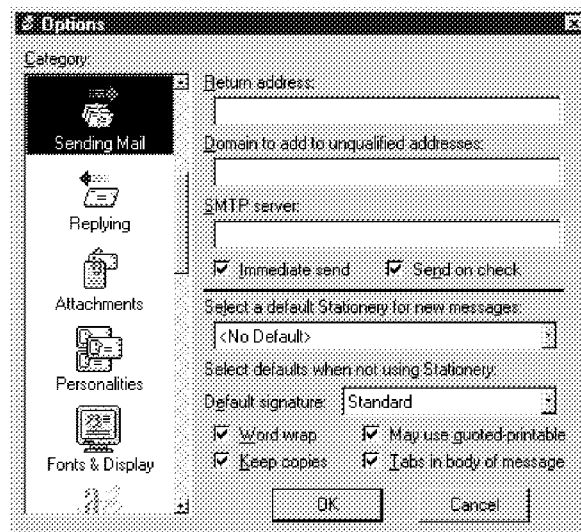 Options
Category:
Sending Mail
Replying
Attachments
Personalities
Fonts & Display
Return address:
Domain to add to unqualified addresses:
SMTP server:
Immediate send
Send on check
Select a default Stationery for new messages:
<No Default>
Select defaults when not using Stationery:
Default signature: Standard
Word wrap
May use quoted-printable
Keep copies
Tabs in body of message
OK
Cancel